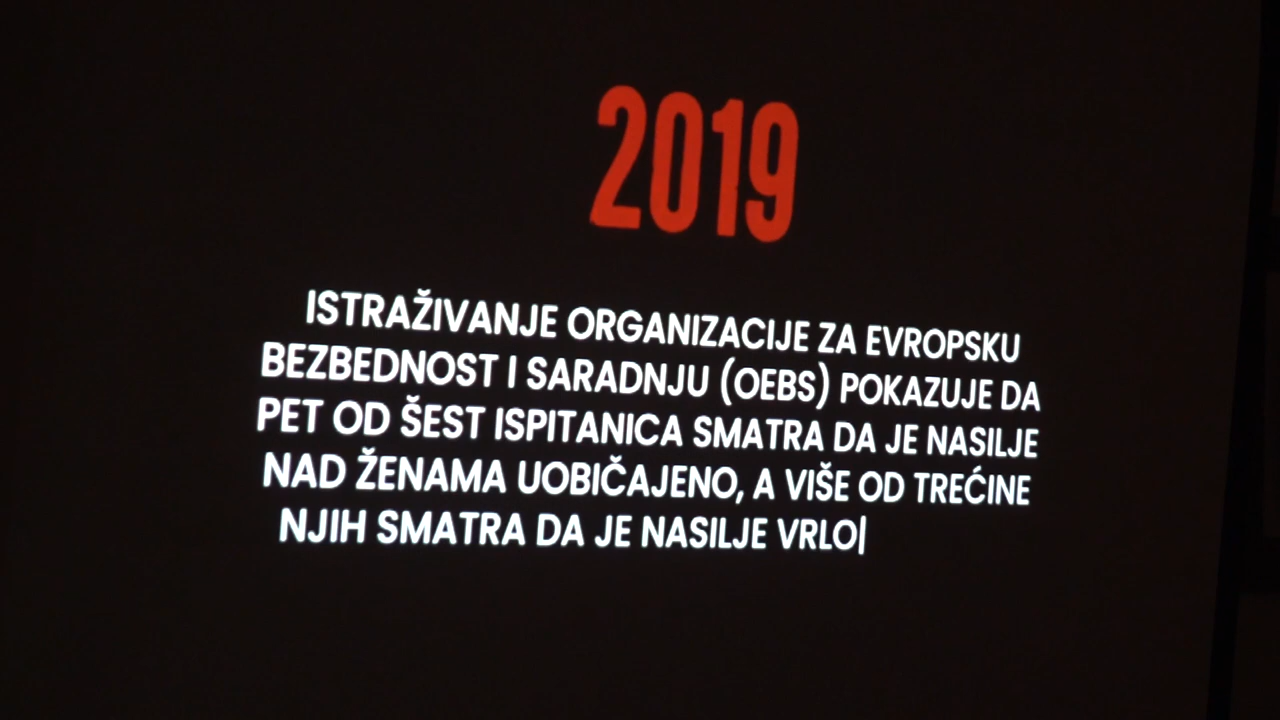 2019
ISTRAŽIVANJE ORGANIZACIJE ZA EVROPSKU
BEZBEDNOST I SARADNJU (OEBS) POKAZUJE DA
PET OD ŠEST ISPITANICA SMATRA DA JE NASILJE
NAD ŽENAMA UOBIČAJENO, A VIŠE OD TREĆINE
NJIH SMATRA DA JE NASILJE VRLO|